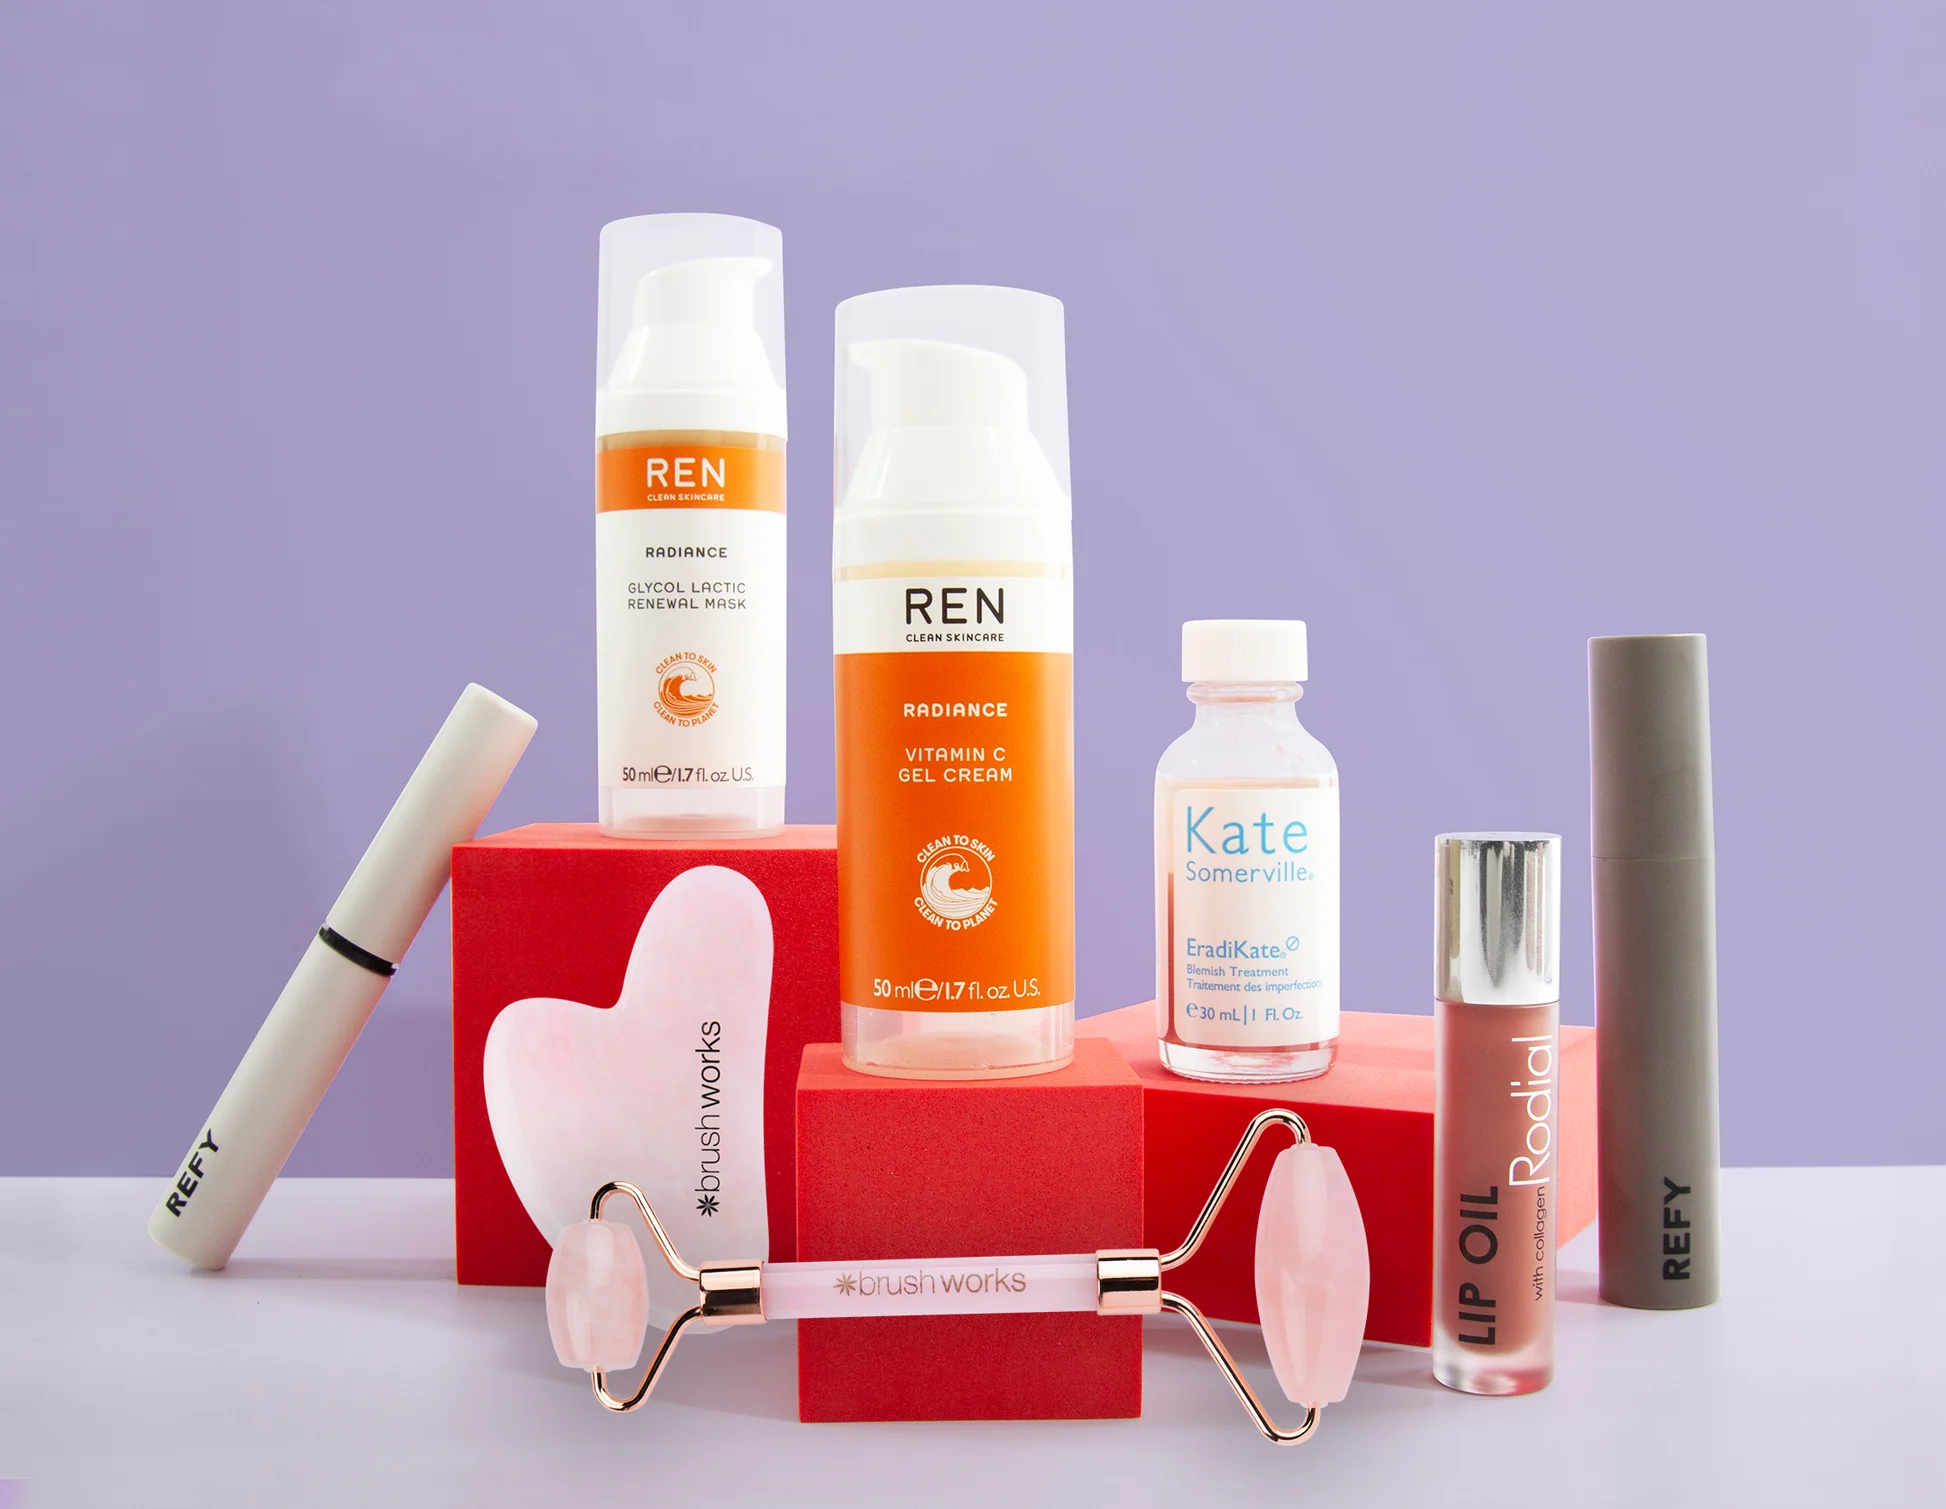 REN
CLEAN SKINCARE
RADIANCE
GLYCOL LACTIC
RENEWAL MASK
CLEAN TO SKIN
CLEAN TO PLANET
50 ml℮/1.7 fl. oz. U.S.
REN
CLEAN SKINCARE
RADIANCE
VITAMIN C
GEL CREAM
CLEAN TO SKIN
CLEAN TO PLANET
50 ml℮/1.7 fl. oz. U.S.
Kate
Somerville®
EradiKate®
Blemish Treatment
Traitement des imperfections
℮30 mL|1 Fl. Oz.
REFY
brushworks
brushworks
LIP OIL
with collagen
Rodial
REFY